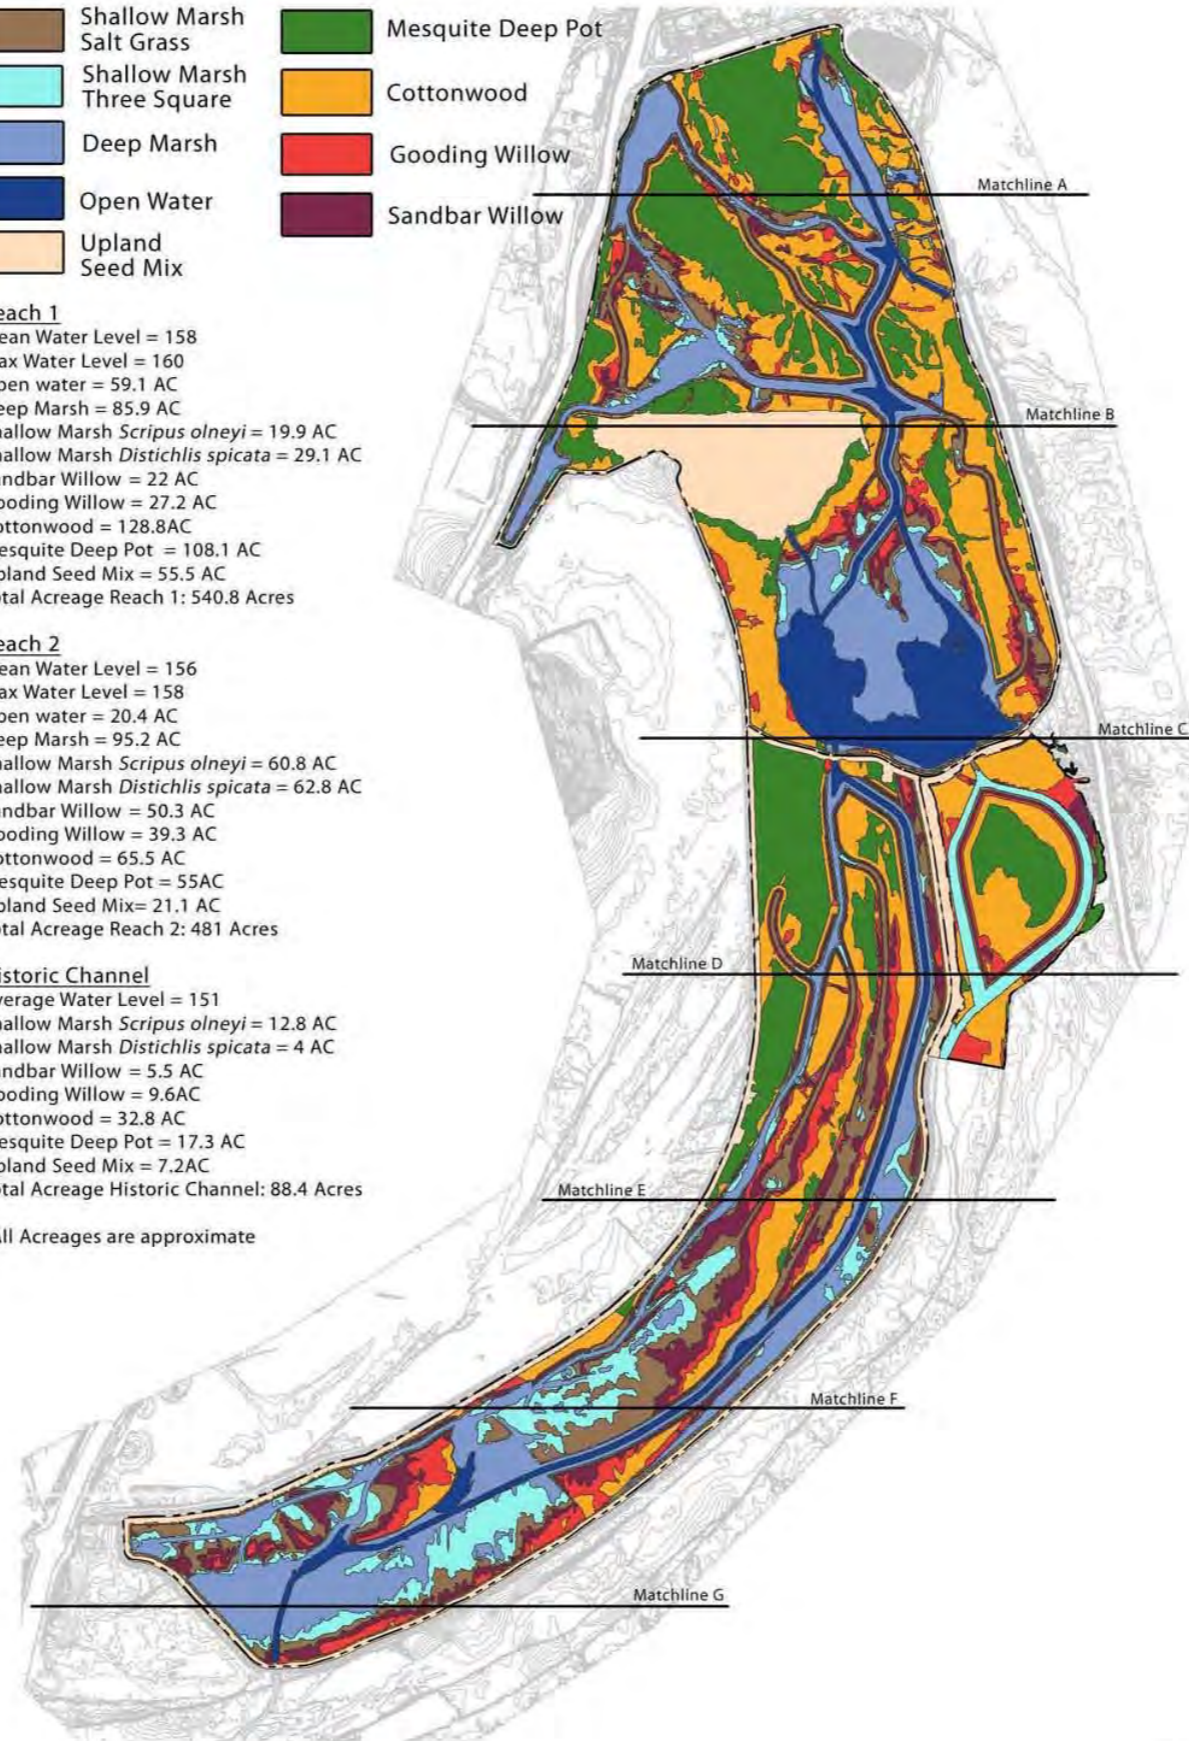 Shallow Marsh
Salt Grass
Shallow Marsh
Three Square
Deep Marsh
Open Water
Upland
Seed Mix
Mesquite Deep Pot
Cottonwood
Gooding Willow
Sandbar Willow
each 1
ean Water Level = 158
ax Water Level = 160
pen water = 59.1 AC
eep Marsh = 85.9 AC
hallow Marsh Scripus olneyi = 19.9 AC
hallow Marsh Distichlis spicata = 29.1 AC
andbar Willow = 22 AC
ooding Willow = 27.2 AC
ottonwood = 128.8AC
esquite Deep Pot = 108.1 AC
pland Seed Mix = 55.5 AC
otal Acreage Reach 1: 540.8 Acres
each 2
ean Water Level = 156
ax Water Level = 158
pen water = 20.4 AC
eep Marsh = 95.2 AC
hallow Marsh Scripus olneyi = 60.8 AC
hallow Marsh Distichlis spicata = 62.8 AC
andbar Willow = 50.3 AC
ooding Willow = 39.3 AC
ottonwood = 65.5 AC
esquite Deep Pot = 55AC
pland Seed Mix= 21.1 AC
otal Acreage Reach 2: 481 Acres
istoric Channel
verage Water Level = 151
hallow Marsh Scripus olneyi = 12.8 AC
hallow Marsh Distichlis spicata = 4 AC
andbar Willow = 5.5 AC
ooding Willow = 9.6AC
ottonwood = 32.8 AC
esquite Deep Pot = 17.3 AC
pland Seed Mix = 7.2AC
otal Acreage Historic Channel: 88.4 Acres
All Acreages are approximate
Matchline A
Matchline B
Matchline C
Matchline D
Matchline E
Matchline F
Matchline G